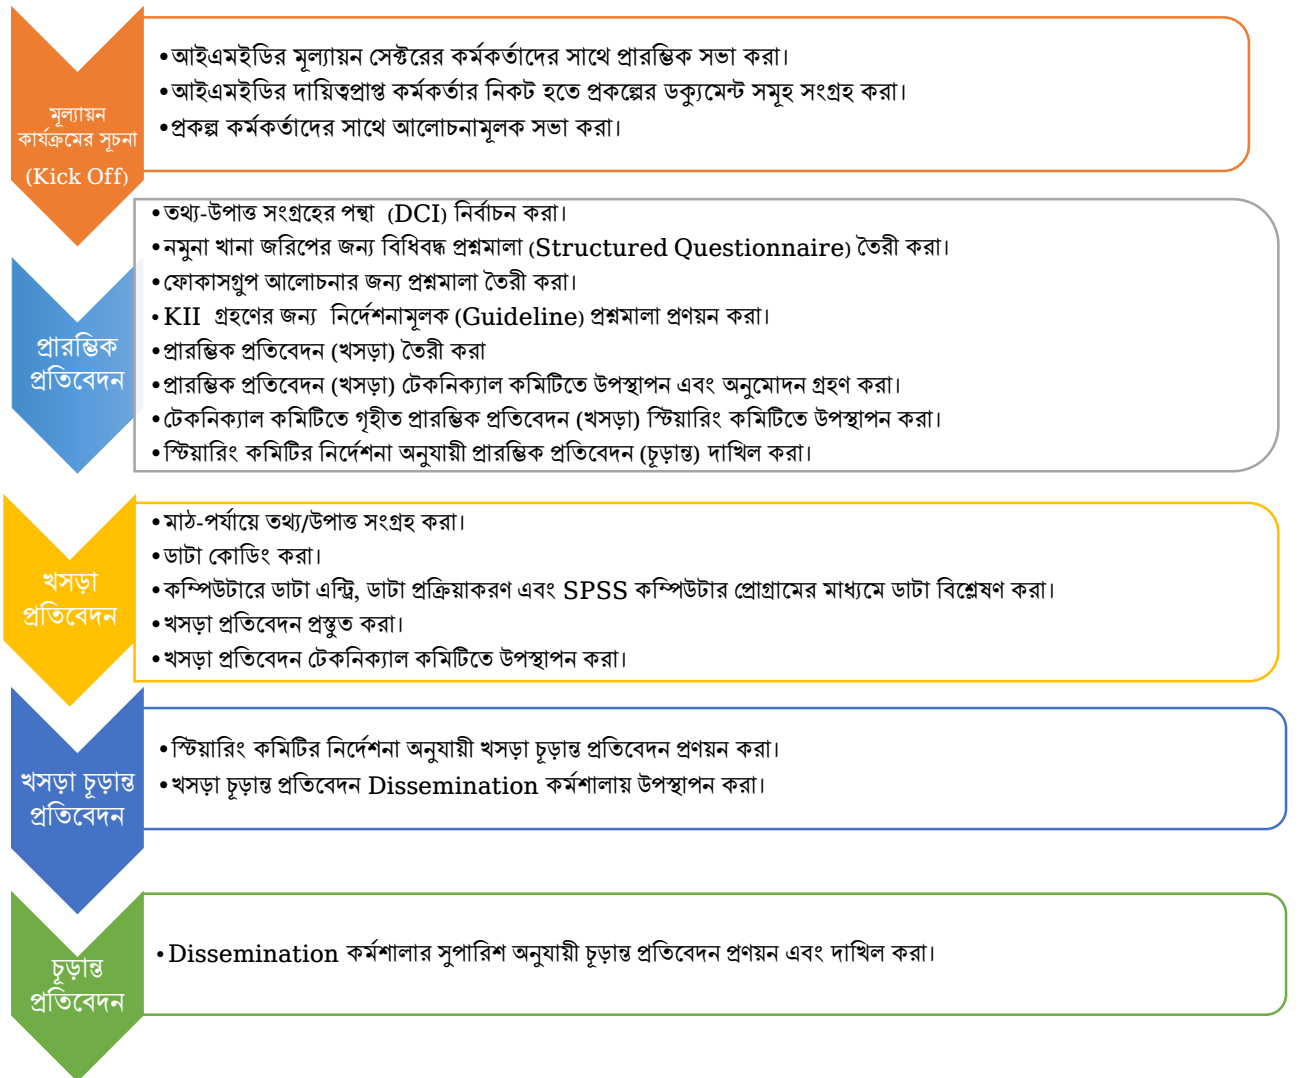 মূল্যায়ন
কার্যক্রমের সূচনা
(Kick Off)
•আইএমইডির মূল্যায়ন সেক্টরের কর্মকর্তাদের সাথে প্রারম্ভিক সভা করা।
•আইএমইডির দায়িত্বপ্রাপ্ত কর্মকর্তার নিকট হতে প্রকল্পের ডক্যুমেন্ট সমূহ সংগ্রহ করা।
•প্রকল্প কর্মকর্তাদের সাথে আলোচনামূলক সভা করা।
প্রারম্ভিক
প্রতিবেদন
•তথ্য-উপাত্ত সংগ্রহের পন্থা (DCI) নির্বাচন করা।
•নমুনা খানা জরিপের জন্য বিধিবদ্ধ প্রশ্নমালা (Structured Questionnaire) তৈরী করা।
•ফোকাসগ্রুপ আলোচনার জন্য প্রশ্নমালা তৈরী করা।
•KII গ্রহণের জন্য নির্দেশনামূলক (Guideline) প্রশ্নমালা প্রণয়ন করা।
•প্রারম্ভিক প্রতিবেদন (খসড়া) তৈরী করা
•প্রারম্ভিক প্রতিবেদন (খসড়া) টেকনিক্যাল কমিটিতে উপস্থাপন এবং অনুমোদন গ্রহণ করা।
•টেকনিক্যাল কমিটিতে গৃহীত প্রারম্ভিক প্রতিবেদন (খসড়া) স্টিয়ারিং কমিটিতে উপস্থাপন করা।
•স্টিয়ারিং কমিটির নির্দেশনা অনুযায়ী প্রারম্ভিক প্রতিবেদন (চূড়ান্ত) দাখিল করা।
খসড়া
প্রতিবেদন
•মাঠ-পর্যায়ে তথ্য/উপাত্ত সংগ্রহ করা।
•ডাটা কোডিং করা।
•কম্পিউটারে ডাটা এন্ট্রি, ডাটা প্রক্রিয়াকরণ এবং SPSS কম্পিউটার প্রোগ্রামের মাধ্যমে ডাটা বিশ্লেষণ করা।
•খসড়া প্রতিবেদন প্রস্তুত করা।
•খসড়া প্রতিবেদন টেকনিক্যাল কমিটিতে উপস্থাপন করা।
খসড়া চূড়ান্ত
প্রতিবেদন
•স্টিয়ারিং কমিটির নির্দেশনা অনুযায়ী খসড়া চূড়ান্ত প্রতিবেদন প্রণয়ন করা।
•খসড়া চূড়ান্ত প্রতিবেদন Dissemination কর্মশালায় উপস্থাপন করা।
চূড়ান্ত
প্রতিবেদন
•Dissemination কর্মশালার সুপারিশ অনুযায়ী চূড়ান্ত প্রতিবেদন প্রণয়ন এবং দাখিল করা।